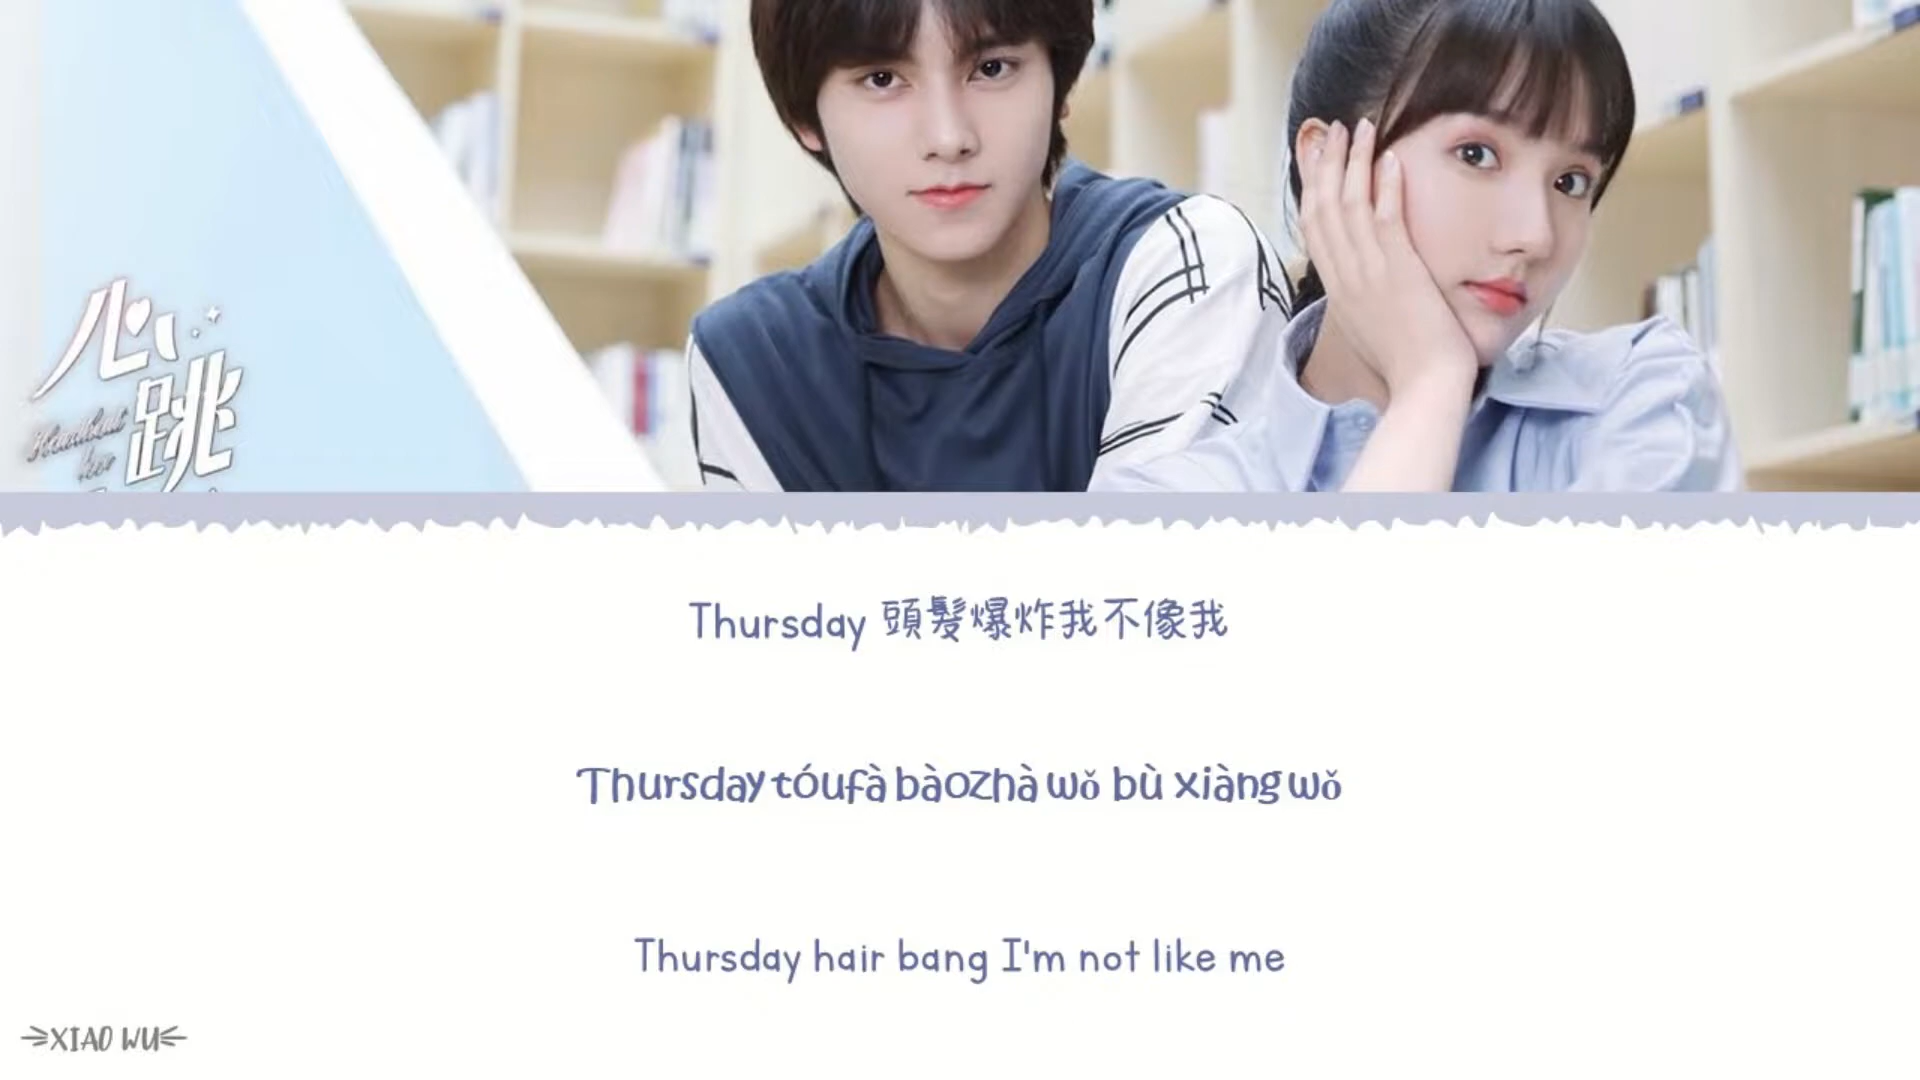 心跳
Thursday 頭髮爆炸我不像我
Thursday tóufà bàozhà wǒ bù xiàng wǒ
Thursday hair bang I'm not like me
XIAO WU